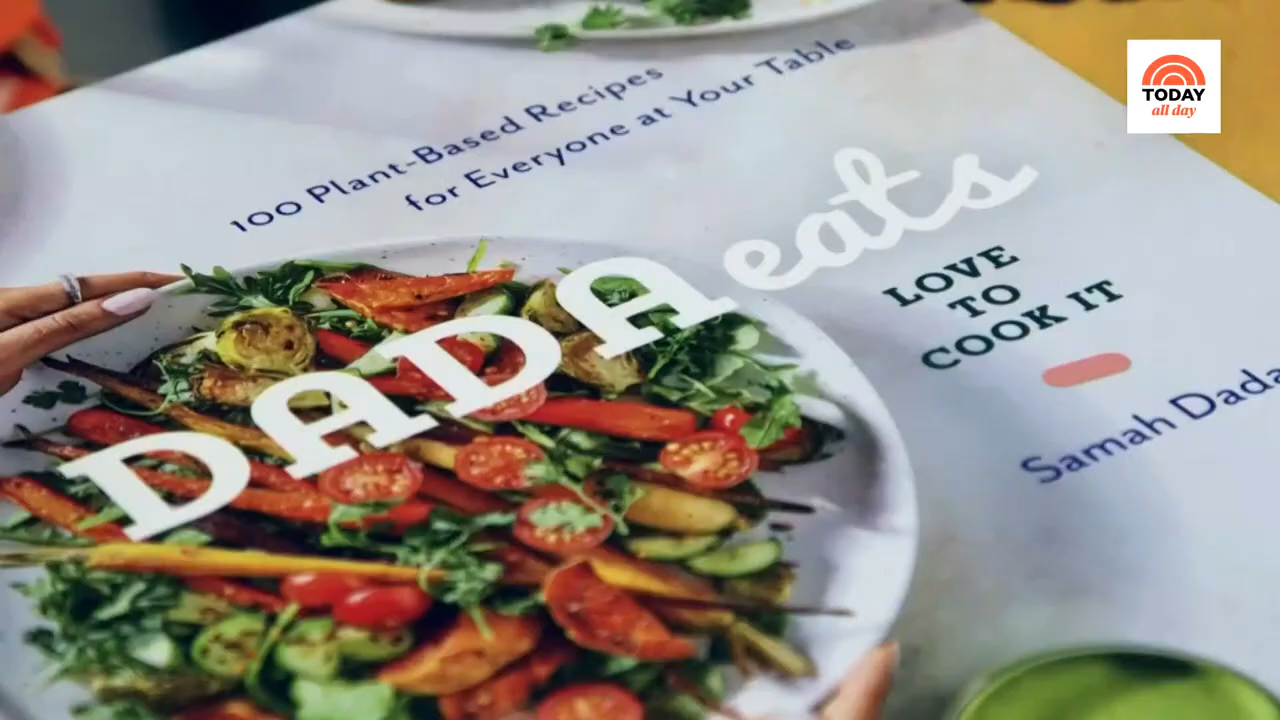 100 Plant-Based Recipes
for Everyone at Your Table
DADA eats
LOVE
TO
COOK IT
Samah Dada
TODAY
all day